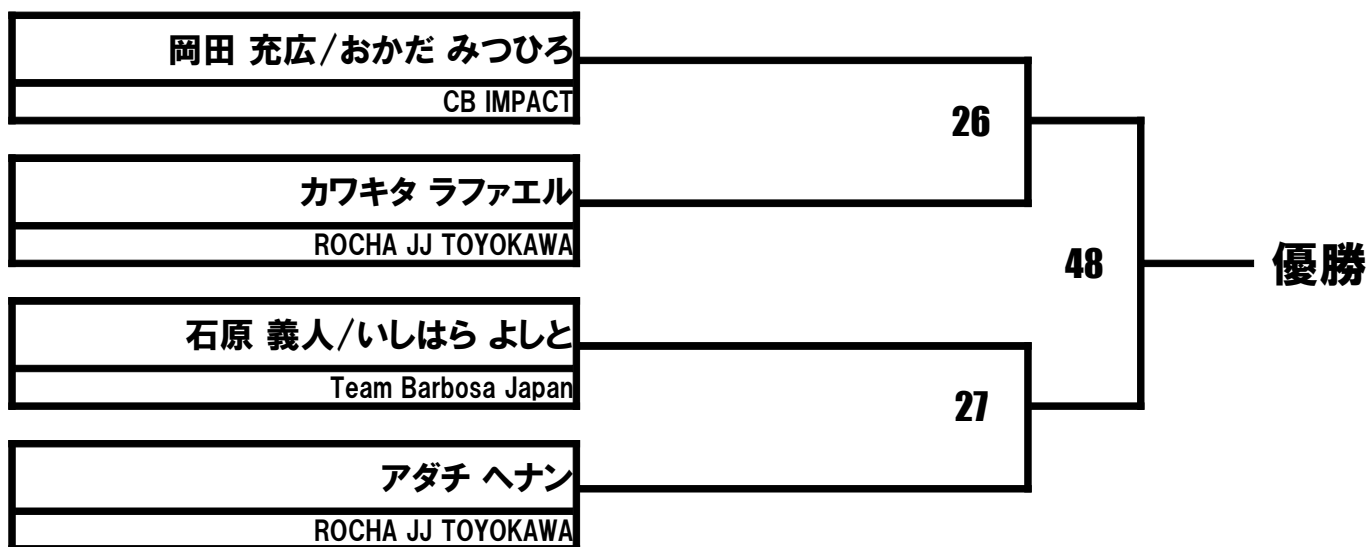 岡田 充広/おかだ みつひろ
CB IMPACT
26
カワキタ ラファエル
ROCHA JJ TOYOKAWA
48
優勝
石原 義人/いしはら よしと
Team Barbosa Japan
27
アダチ ヘナン
ROCHA JJ TOYOKAWA